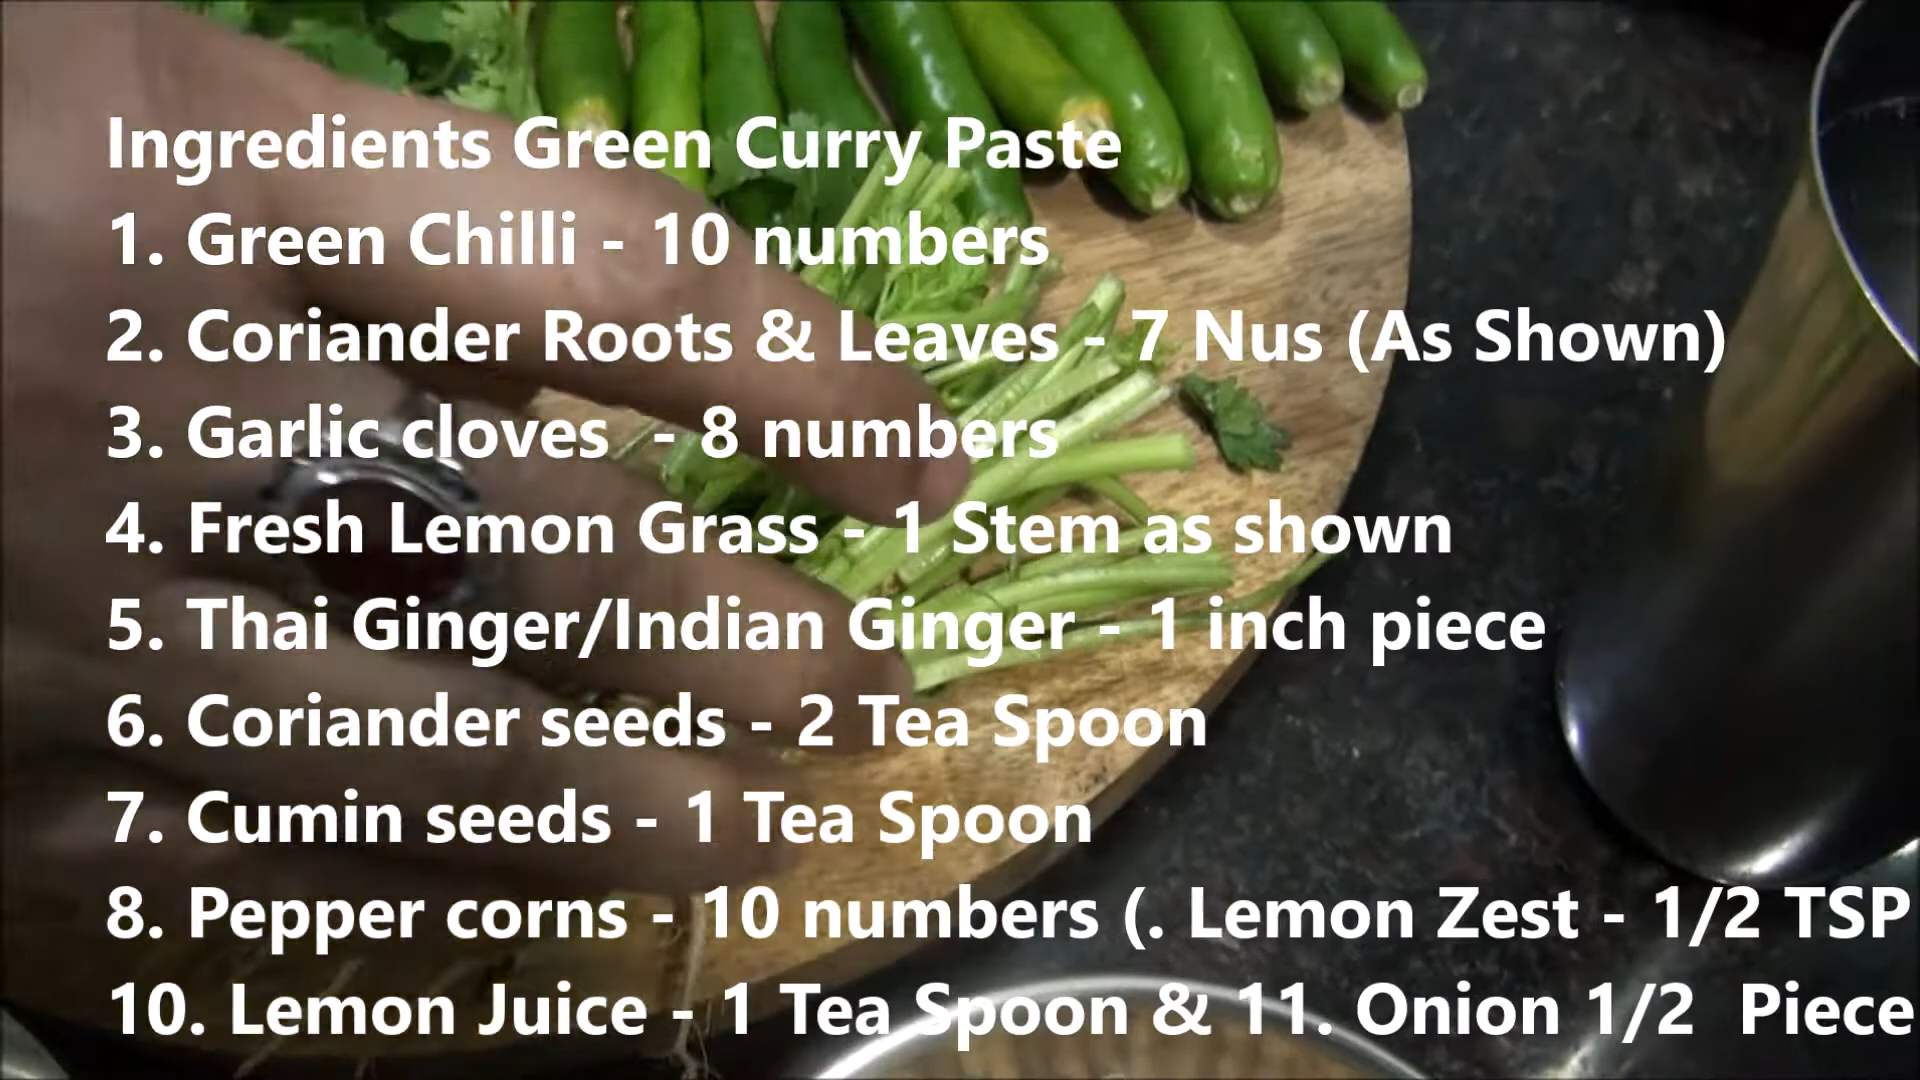 Ingredients Green Curry Paste
1. Green Chilli - 10 numbers
2. Coriander Roots & Leaves - 7 Nus (As Shown)
3. Garlic cloves  - 8 numbers
4. Fresh Lemon Grass - 1 Stem as shown
5. Thai Ginger/Indian Ginger - 1 inch piece
6. Coriander seeds - 2 Tea Spoon
7. Cumin seeds - 1 Tea Spoon
8. Pepper corns - 10 numbers (. Lemon Zest - 1/2 TSP
10. Lemon Juice - 1 Tea Spoon & 11. Onion 1/2  Piece